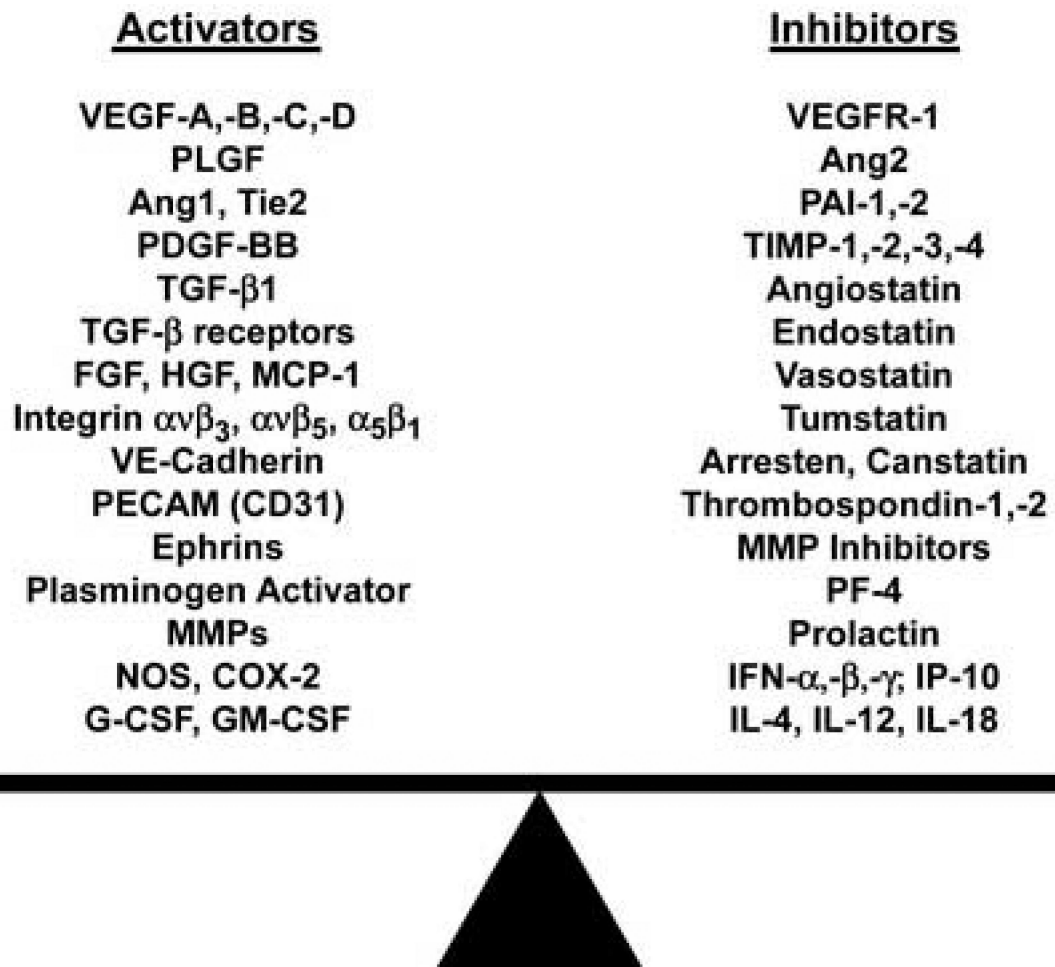 Activators
VEGF-A,-B,-C,-D
PLGF
Ang1, Tie2
PDGF-BB
TGF-β1
TGF-β receptors
FGF, HGF, MCP-1
Integrin ανβ₃, ανβ₅, α₅β₁
VE-Cadherin
PECAM (CD31)
Ephrins
Plasminogen Activator
MMPs
NOS, COX-2
G-CSF, GM-CSF
Inhibitors
VEGFR-1
Ang2
PAI-1,-2
TIMP-1,-2,-3,-4
Angiostatin
Endostatin
Vasostatin
Tumstatin
Arresten, Canstatin
Thrombospondin-1,-2
MMP Inhibitors
PF-4
Prolactin
IFN-α,-β,-γ; IP-10
IL-4, IL-12, IL-18